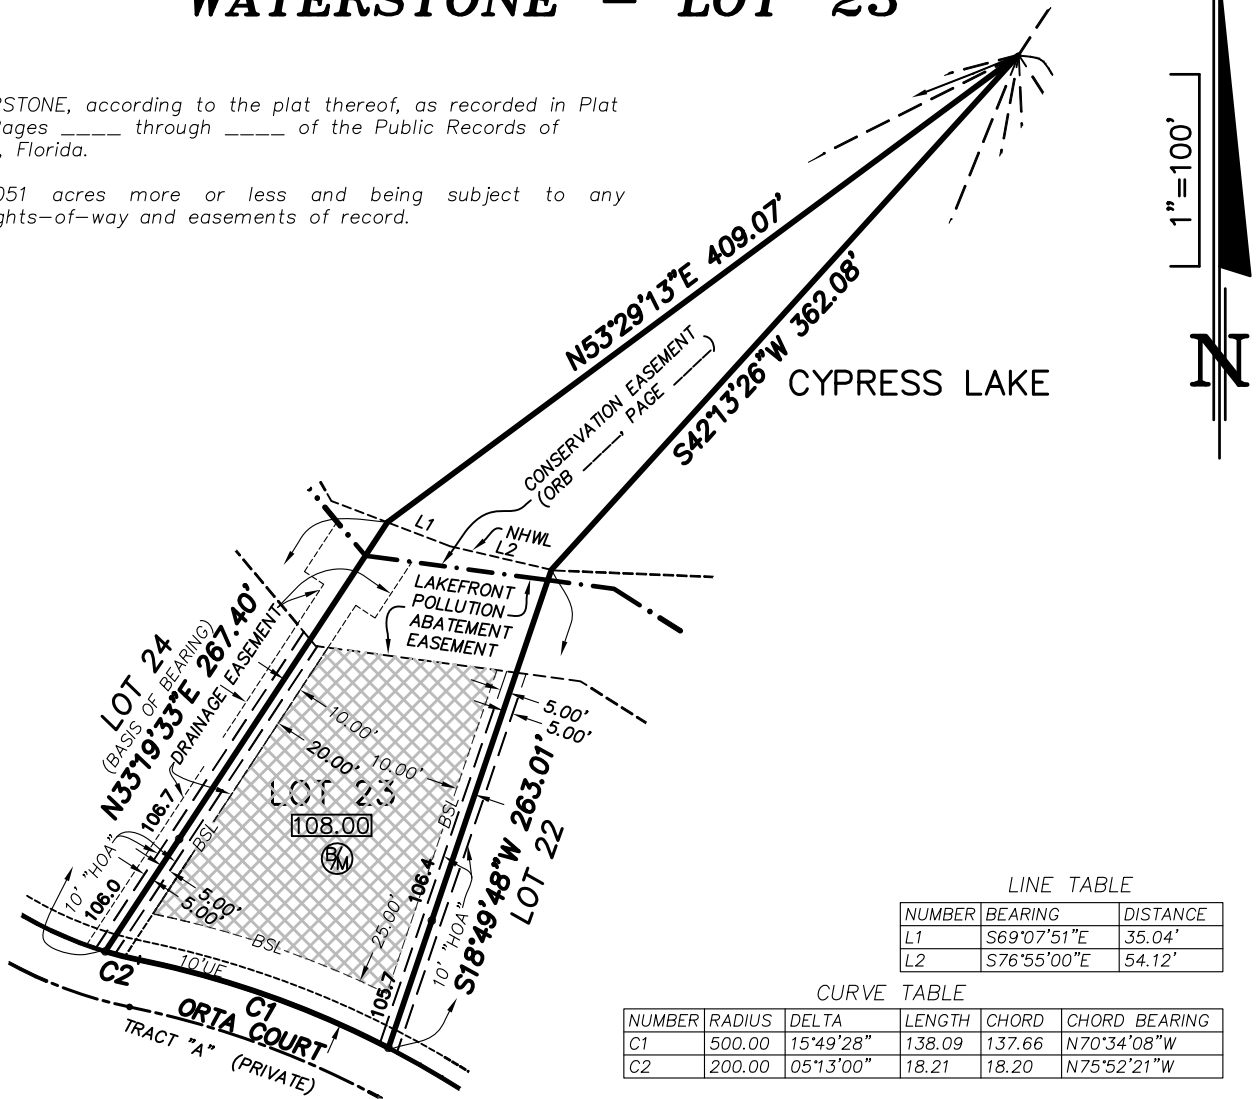 WATERSTONE - LOT 23
RSTONE, according to the plat thereof, as recorded in Plat
Pages ____ through ____ of the Public Records of
, Florida.
051 acres more or less and being subject to any
ghts-of-way and easements of record.
1"=100'
N
N53°29'13"E 409.07'
S42°13'26"W 362.08'
CONSERVATION EASEMENT
(ORB _____, PAGE _____)
CYPRESS LAKE
L1
NHWL
L2
LAKEFRONT
POLLUTION
ABATEMENT
EASEMENT
LOT 24
(BASIS OF BEARING)
N33°19'33"E 267.40'
DRAINAGE EASEMENT
10.00'
20.00'
10.00'
5.00'
5.00'
LOT 23
108.00
B/M
BSL
BSL
BSL
106.7
106.0
10' "HOA"
5.00'
5.00'
106.4
25.00'
105.7
10' "HOA"
S18°49'48"W 263.01'
LOT 22
10'UE
C2
C1
ORTA COURT
TRACT "A" (PRIVATE)
LINE TABLE
NUMBER BEARING DISTANCE
L1 S69°07'51"E 35.04'
L2 S76°55'00"E 54.12'
CURVE TABLE
NUMBER RADIUS DELTA LENGTH CHORD CHORD BEARING
C1 500.00 15°49'28" 138.09 137.66 N70°34'08"W
C2 200.00 05°13'00" 18.21 18.20 N75°52'21"W